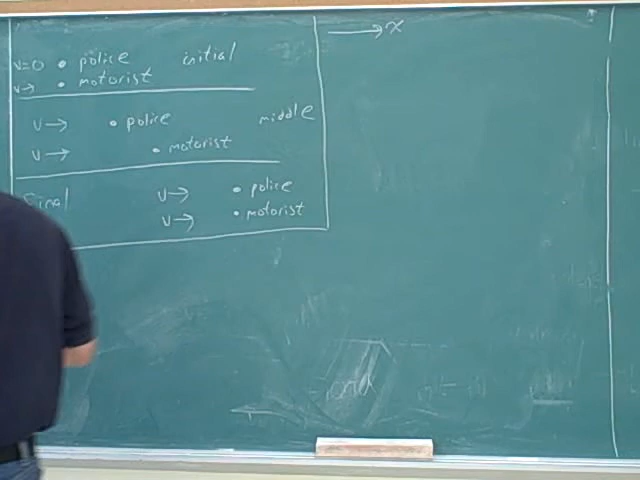 v=0 • police initial
v→ • motorist
→ x
v→ • police middle
v→ • motorist
Final v→ • police
v→ • motorist